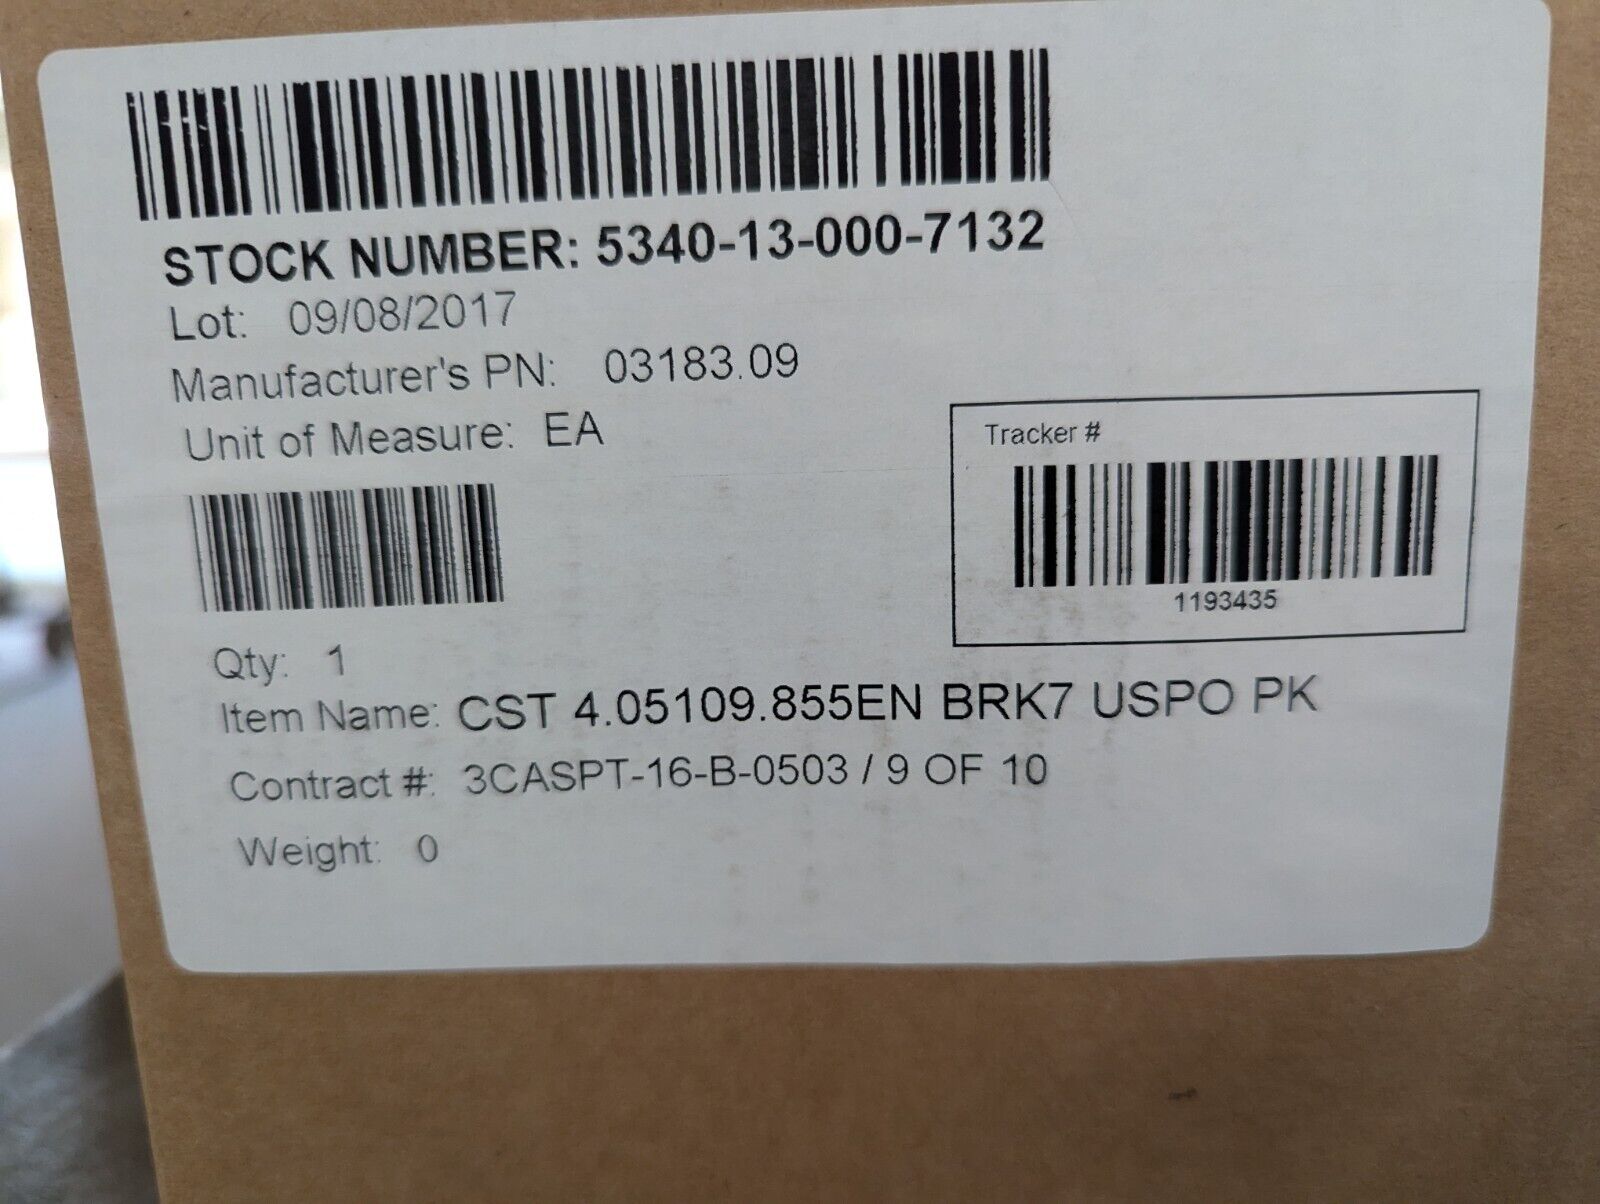 STOCK NUMBER: 5340-13-000-7132
Lot: 09/08/2017
Manufacturer's PN: 03183.09
Unit of Measure: EA
Tracker #
1193435
Qty: 1
Item Name: CST 4.05109.855EN BRK7 USPO PK
Contract #: 3CASPT-16-B-0503 / 9 OF 10
Weight: 0